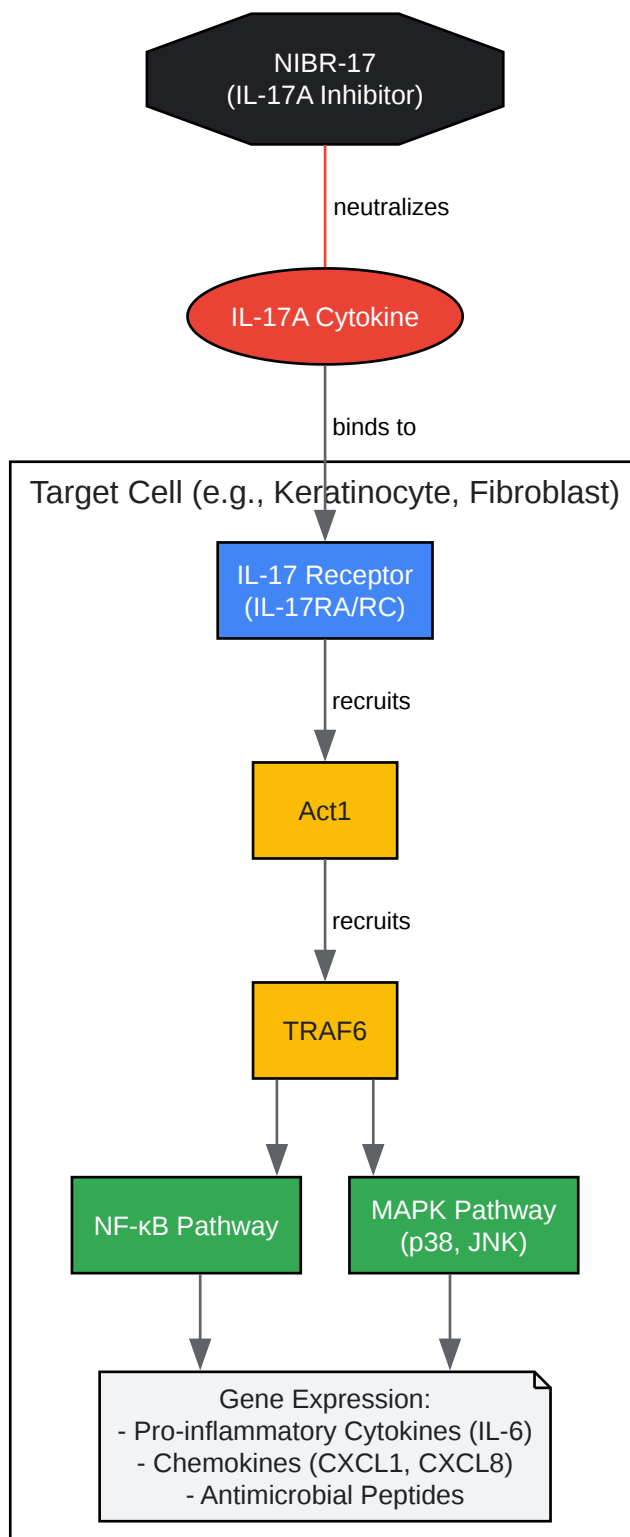 NIBR-17
(IL-17A Inhibitor)
neutralizes
IL-17A Cytokine
binds to
Target Cell (e.g., Keratinocyte, Fibroblast)
IL-17 Receptor
(IL-17RA/RC)
recruits
Act1
recruits
TRAF6
NF-κB Pathway
MAPK Pathway
(p38, JNK)
Gene Expression:
- Pro-inflammatory Cytokines (IL-6)
- Chemokines (CXCL1, CXCL8)
- Antimicrobial Peptides